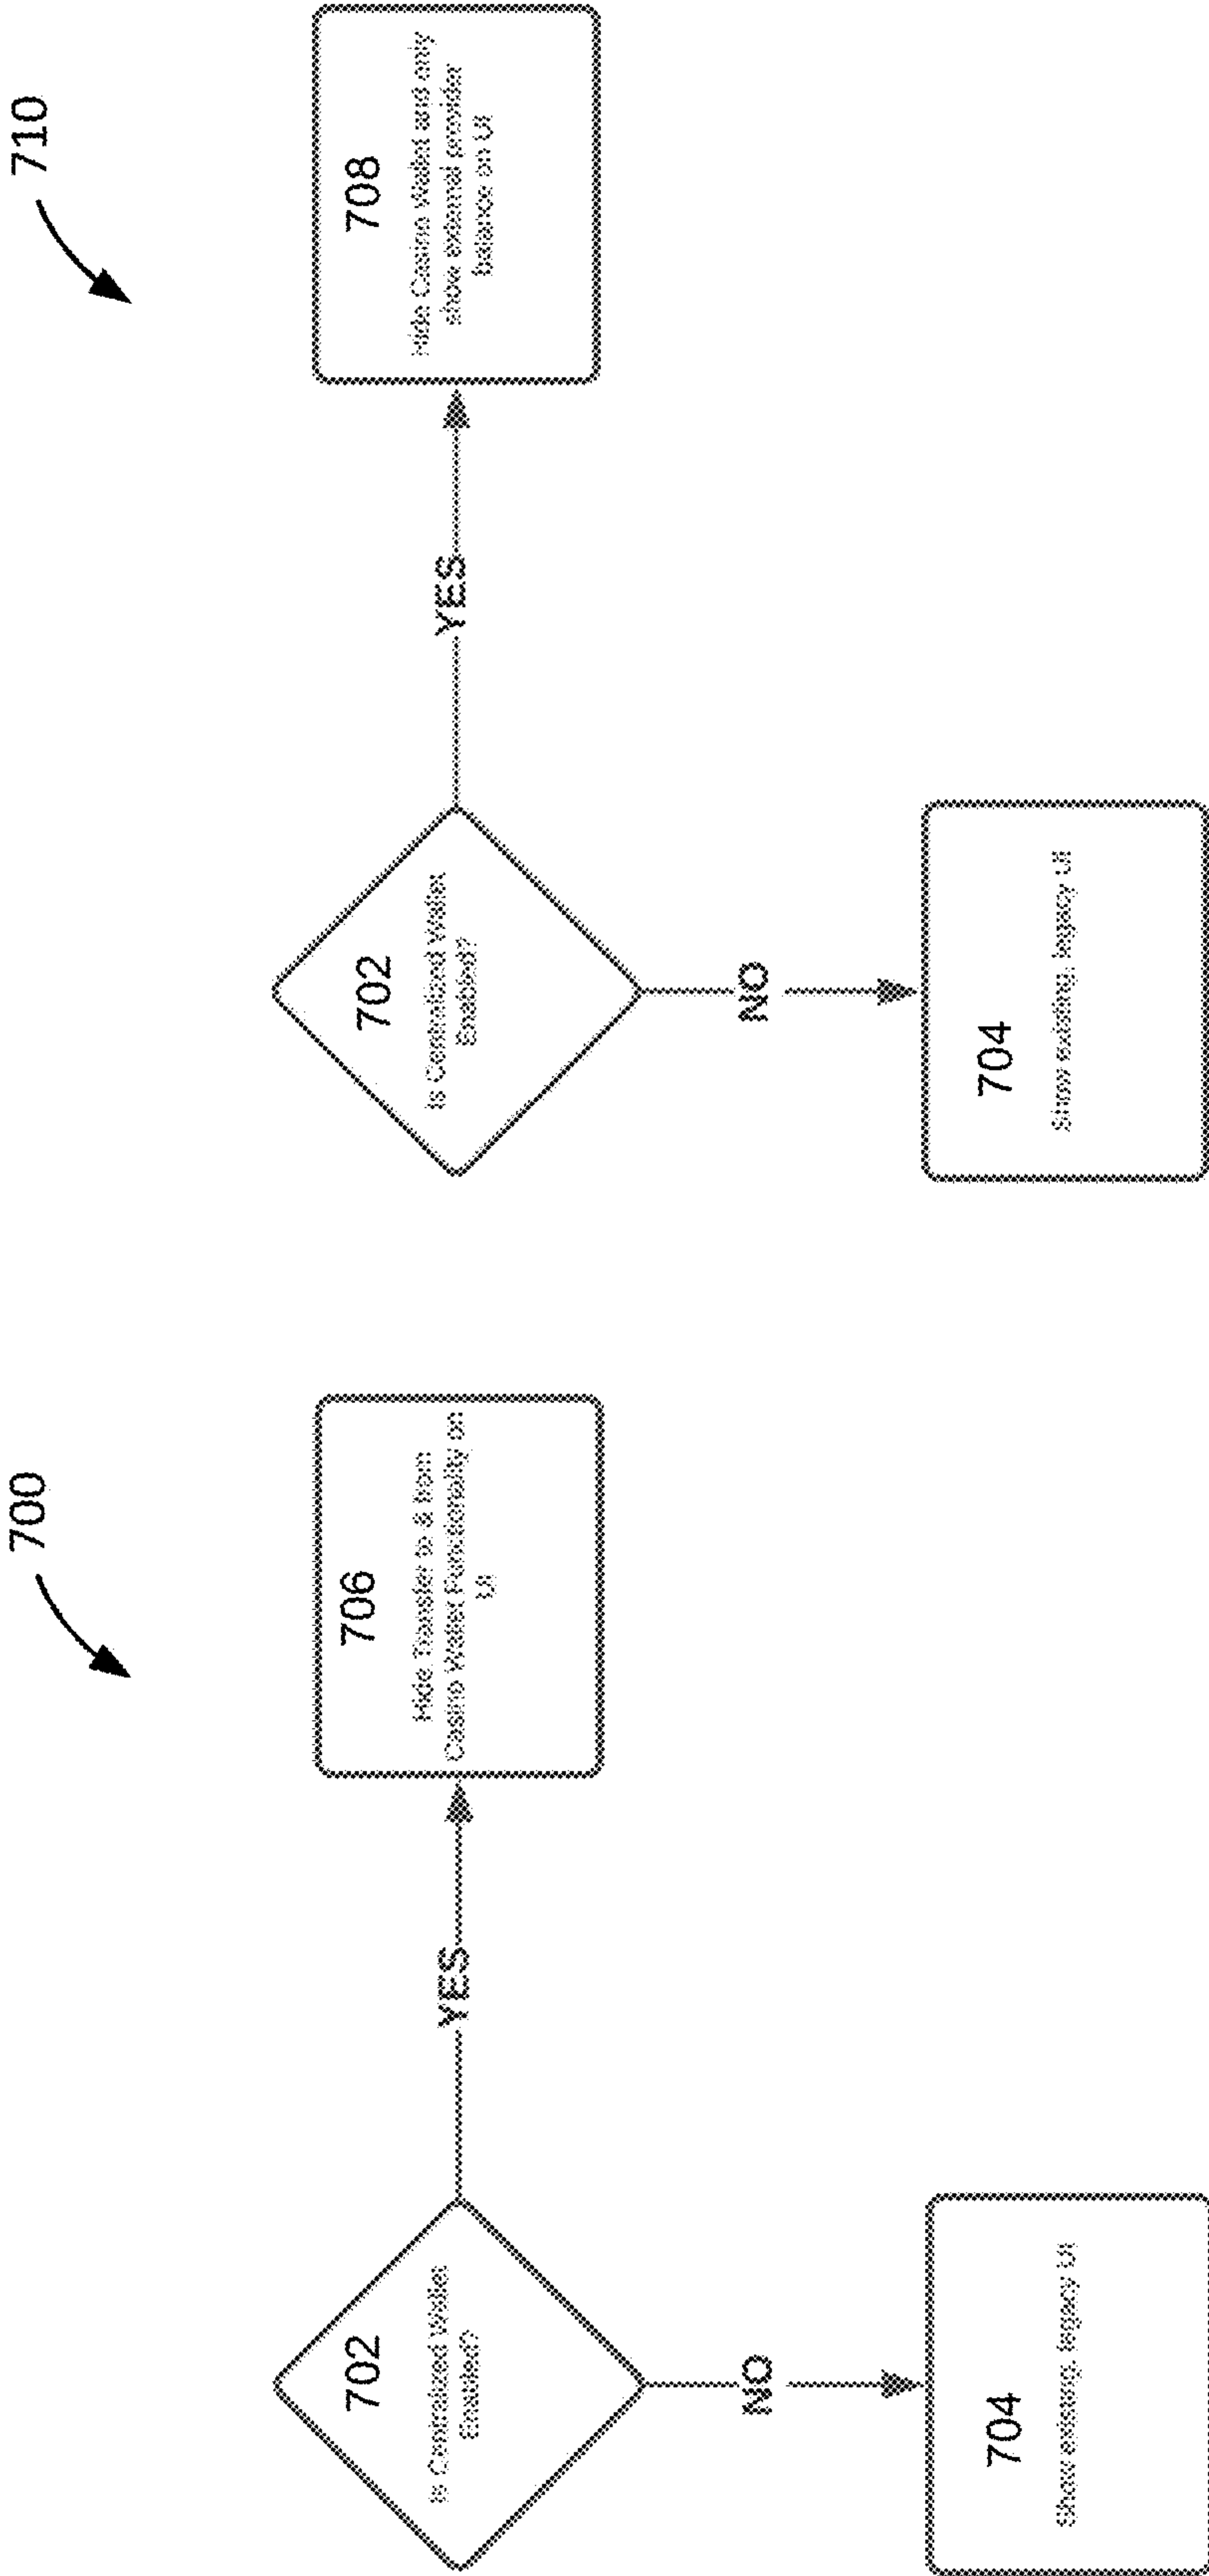 700
702
Is Centralized Wallet
Enabled?
YES
706
Hide Transfer to & from
Casino Wallet Functionality on
UI
NO
704
Show existing, legacy UI
710
702
Is Centralized Wallet
Enabled?
YES
708
Hide Casino Wallet and only
show external provider
balance on UI
NO
704
Show existing, legacy UI